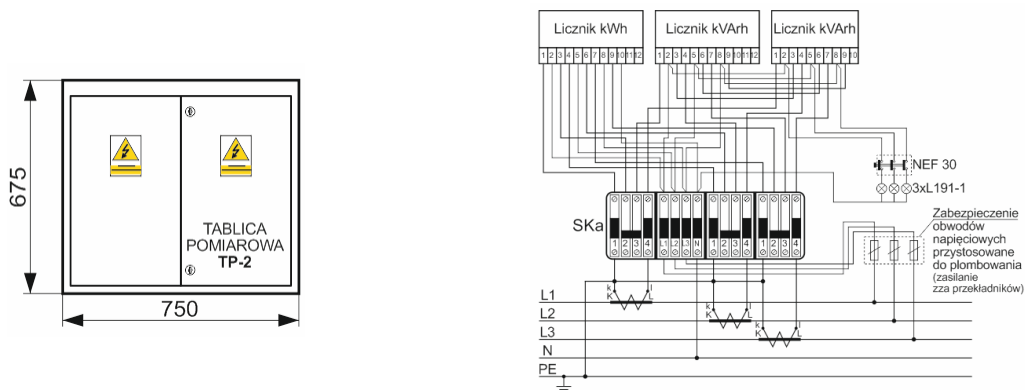 675
750
TABLICA
POMIAROWA
TP-2
Licznik kWh
Licznik kVArh
Licznik kVArh
1 2 3 4 5 6 7 8 9 10 11 12
1 2 3 4 5 6 7 8 9 10 11 12
1 2 3 4 5 6 7 8 9 10
NEF 30
3xL191-1
SKa
1 2 3 4
L1 L2 L3 N
1 2 3 4
1 2 3 4
Zabezpieczenie
obwodów
napięciowych
przystosowane
do plombowania
(zasilanie
zza przekładników)
k l
K L
k l
K L
k l
K L
L1
L2
L3
N
PE